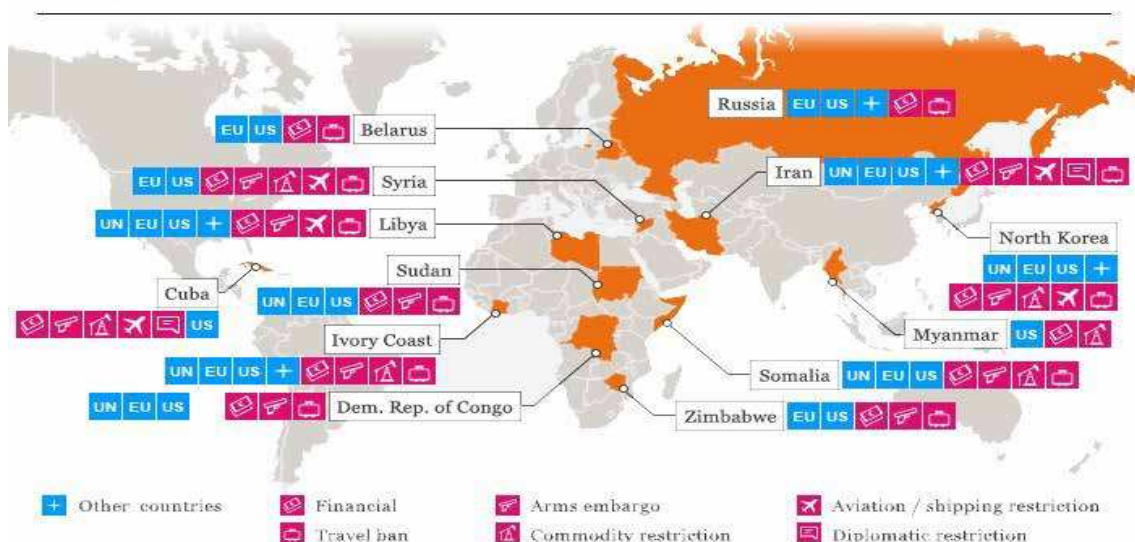 Russia EU US +
EU US Belarus
EU US Syria
Iran UN EU US +
UN EU US + Libya
North Korea
UN EU US +
Sudan
Cuba
UN EU US
US
Ivory Coast
Myanmar US
UN EU US +
Somalia UN EU US
UN EU US
Dem. Rep. of Congo
Zimbabwe EU US
+ Other countries
Financial
Arms embargo
Aviation / shipping restriction
Travel ban
Commodity restriction
Diplomatic restriction